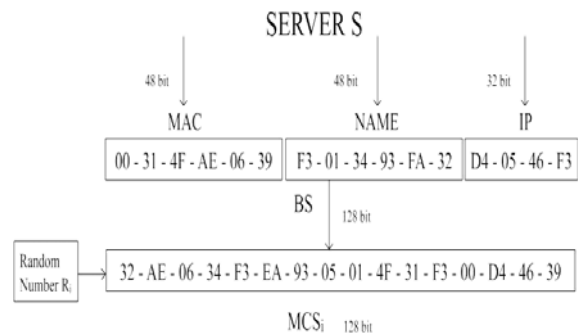 SERVER S
48 bit 48 bit 32 bit
MAC NAME IP
00 - 31 - 4F - AE - 06 - 39 F3 - 01 - 34 - 93 - FA - 32 D4 - 05 - 46 - F3
BS 128 bit
Random
Number Ri
32 - AE - 06 - 34 - F3 - EA - 93 - 05 - 01 - 4F - 31 - F3 - 00 - D4 - 46 - 39
MCSi 128 bit